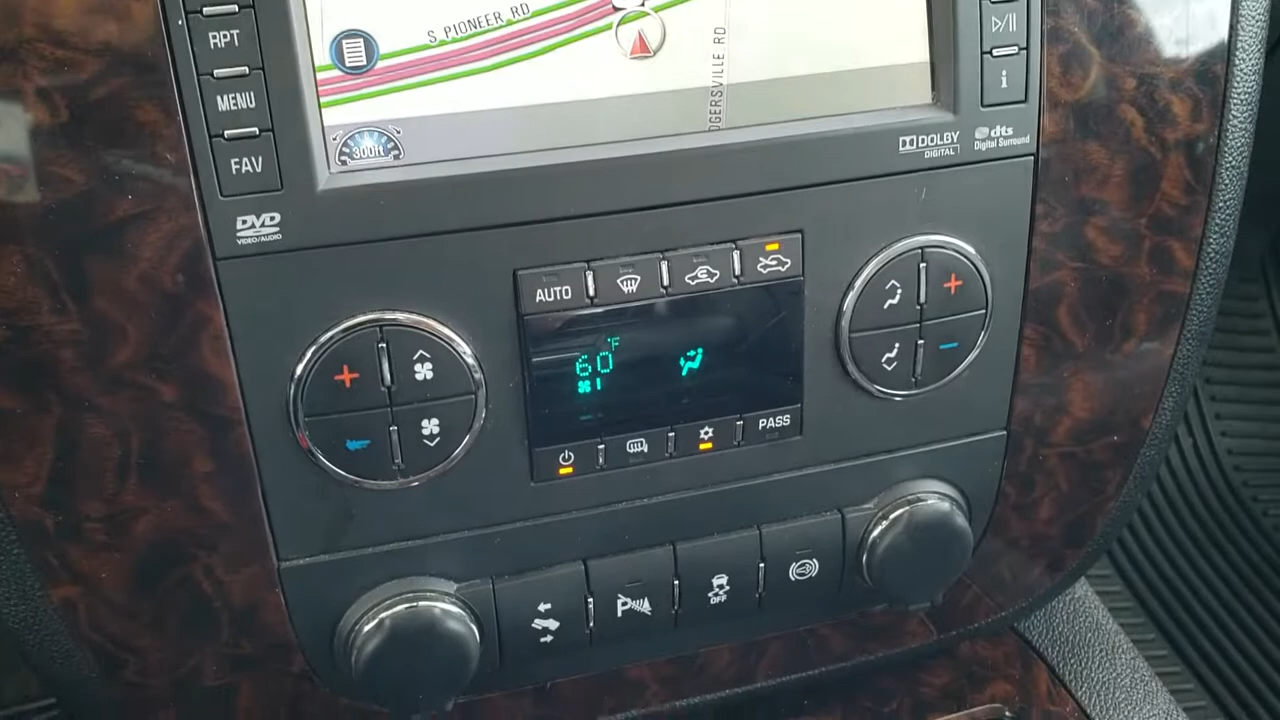 RPT
MENU
FAV
S PIONEER RD
300ft
DVD
VIDEO/AUDIO
DOLBY
DIGITAL
dts
Digital Surround
AUTO
60°F
PASS
OFF